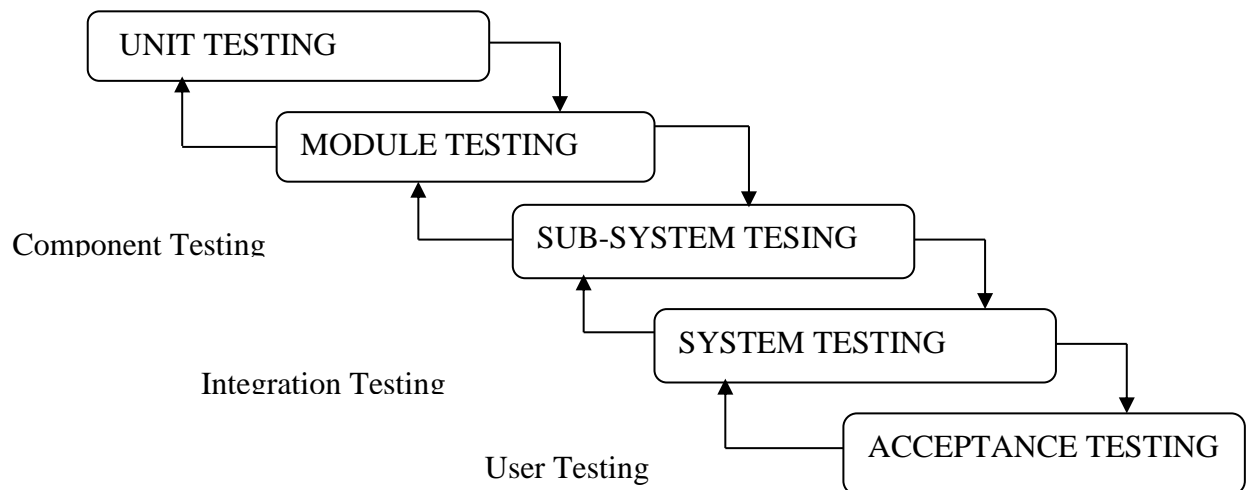 UNIT TESTING
MODULE TESTING
SUB-SYSTEM TESING
Component Testing
SYSTEM TESTING
Integration Testing
ACCEPTANCE TESTING
User Testing